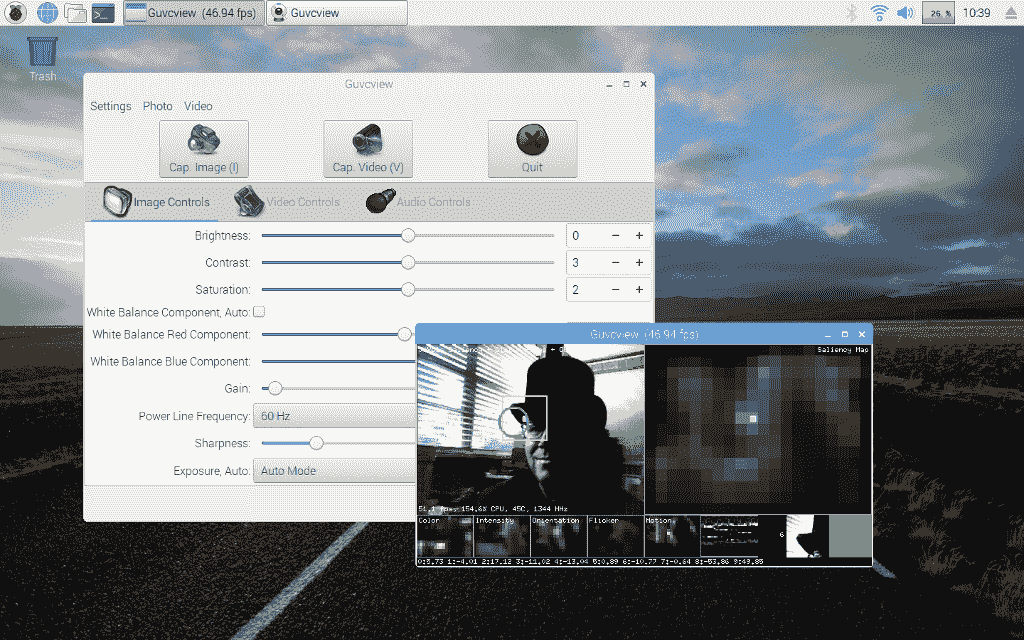 Guvcview (46.94 fps) Guvcview 26 % 10:39
Trash
Guvcview
Settings Photo Video
Cap. Image (I) Cap. Video (V) Quit
Image Controls Video Controls Audio Controls
Brightness: 0 − +
Contrast: 3 − +
Saturation: 2 − +
White Balance Component, Auto:
White Balance Red Component:
White Balance Blue Component:
Gain:
Power Line Frequency: 60 Hz
Sharpness:
Exposure, Auto: Auto Mode
Guvcview (46.94 fps)
Saliency Map
51.1 fps, 154.6% CPU, 45C, 1344 MHz
Color Intensity Orientation Flicker Motion
6
0:5.73 1:-4.01 2:17.12 3:-11.02 4:-13.04 5:0.89 6:-10.77 7:-0.64 8:-53.86 9:49.85